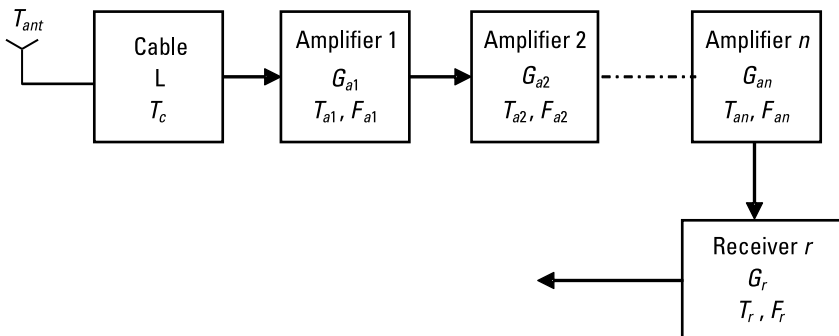 T_ant
Cable
L
T_c
Amplifier 1
G_a1
T_a1, F_a1
Amplifier 2
G_a2
T_a2, F_a2
Amplifier n
G_an
T_an, F_an
Receiver r
G_r
T_r , F_r